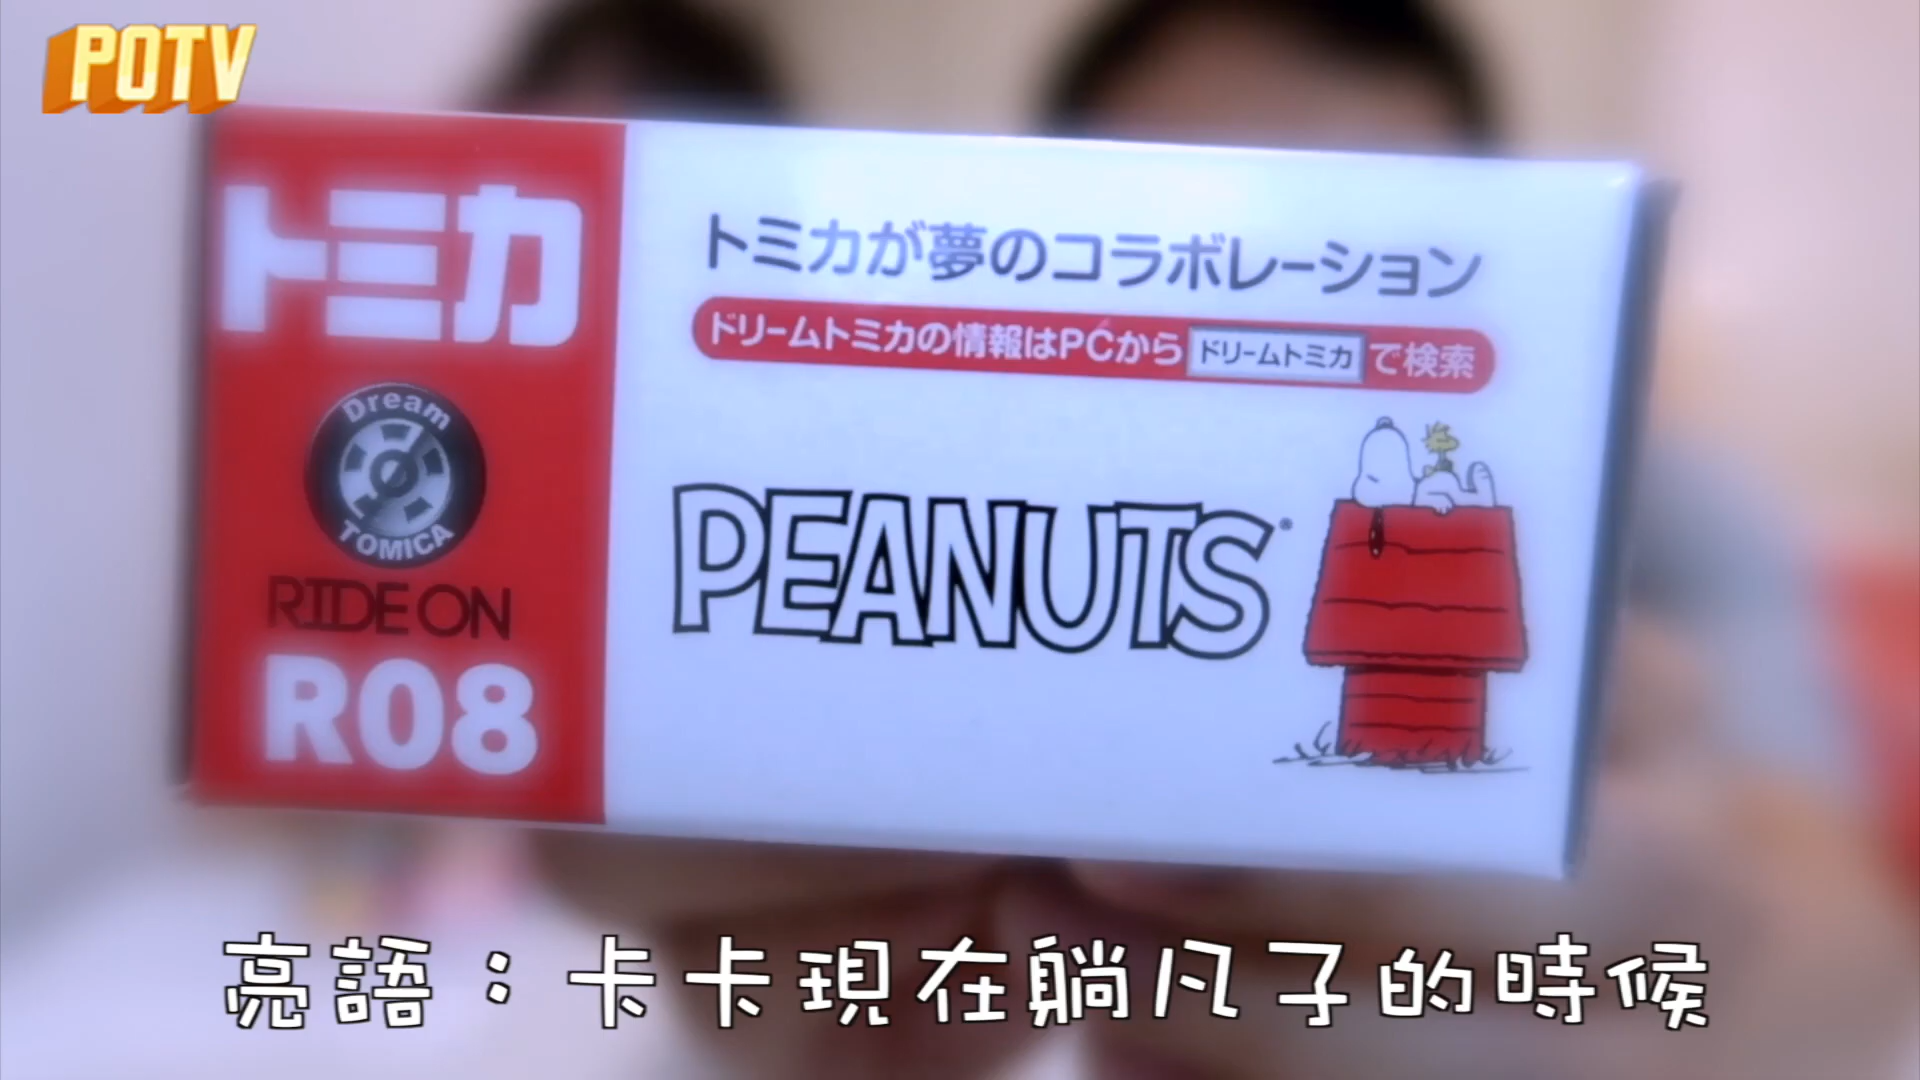 POTV
トミカ
Dream
TOMICA
RIDE ON
R08
トミカが夢のコラボレーション
ドリームトミカの情報はPCから ドリームトミカ で検索
PEANUTS®
亮語：卡卡現在躺凡子的時候